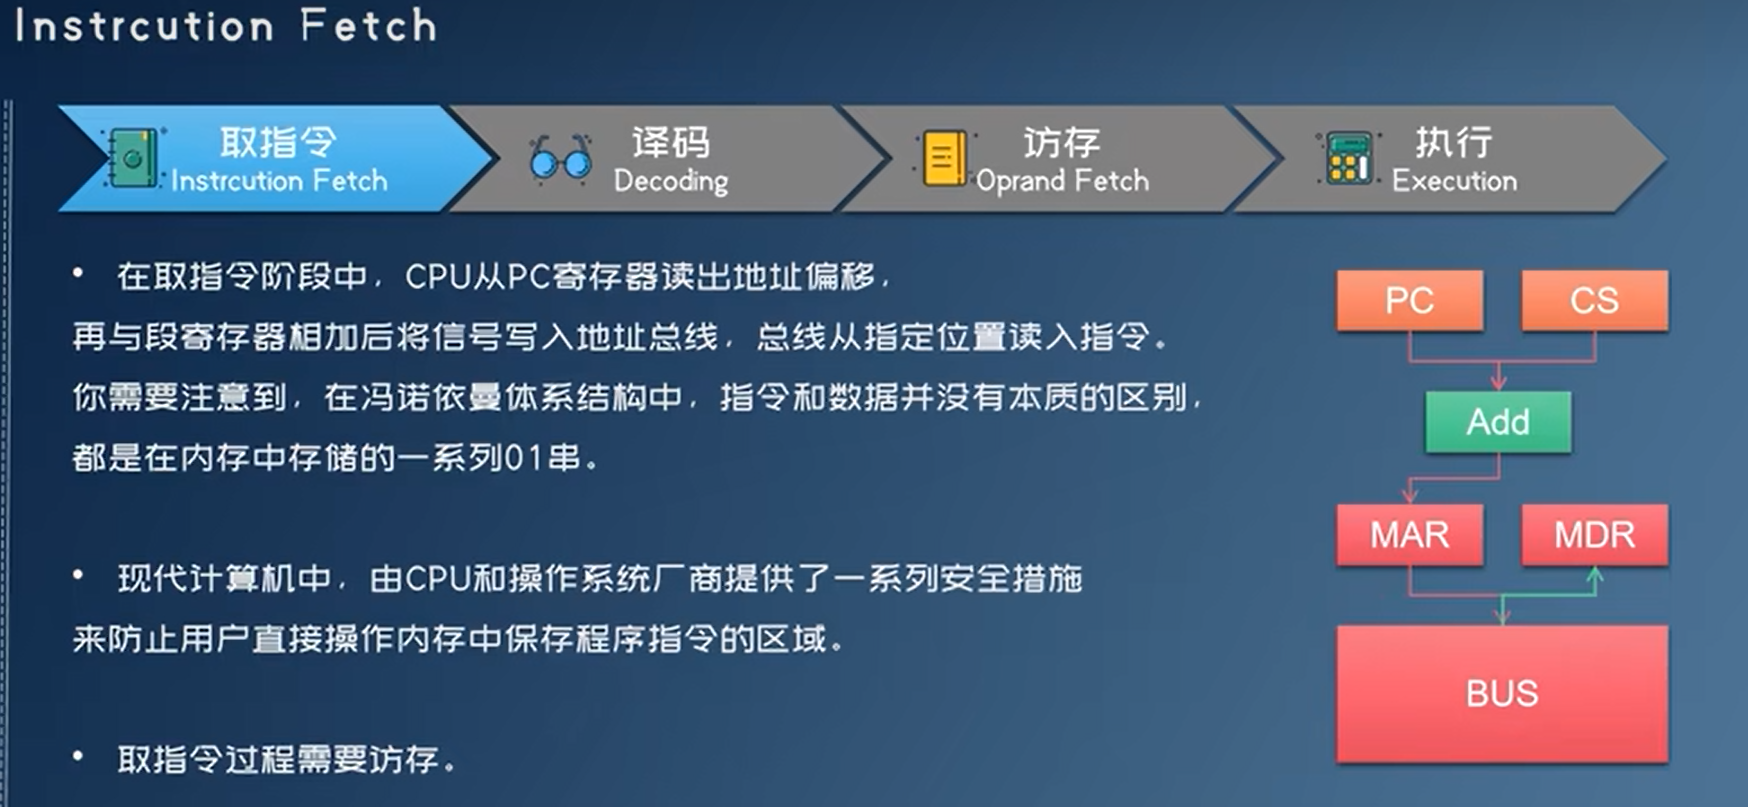 Instrcution Fetch
取指令
Instrcution Fetch
译码
Decoding
访存
Oprand Fetch
执行
Execution
• 在取指令阶段中，CPU从PC寄存器读出地址偏移，
再与段寄存器相加后将信号写入地址总线，总线从指定位置读入指令。
你需要注意到，在冯诺依曼体系结构中，指令和数据并没有本质的区别，
都是在内存中存储的一系列01串。
• 现代计算机中，由CPU和操作系统厂商提供了一系列安全措施
来防止用户直接操作内存中保存程序指令的区域。
• 取指令过程需要访存。
PC
CS
Add
MAR
MDR
BUS